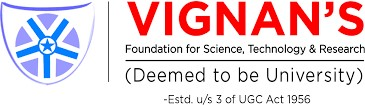 VIGNAN'S
Foundation for Science, Technology & Research
(Deemed to be University)
-Estd. u/s 3 of UGC Act 1956